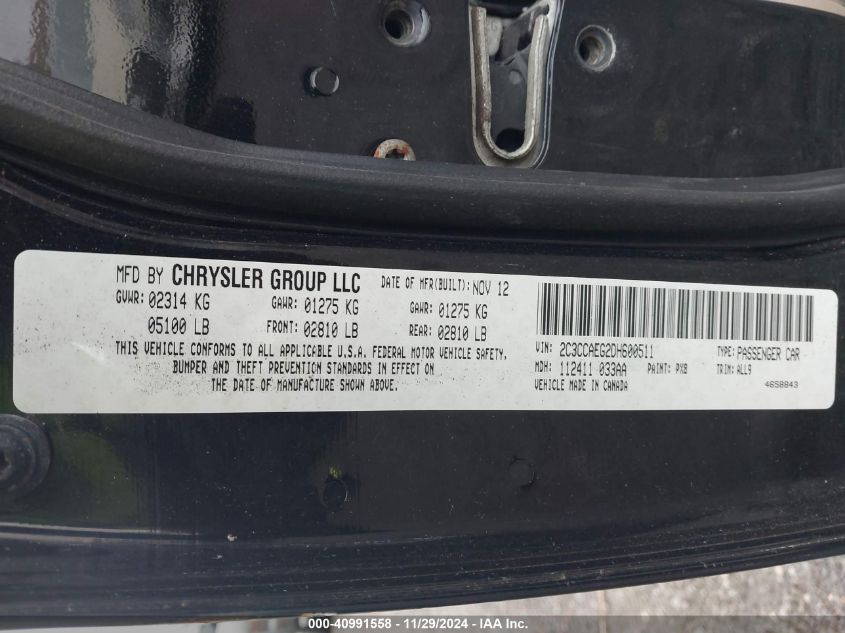 MFD BY CHRYSLER GROUP LLC DATE OF MFR(BUILT): NOV 12
GVWR: 02314 KG GAWR: 01275 KG GAWR: 01275 KG
05100 LB FRONT: 02810 LB REAR: 02810 LB
THIS VEHICLE CONFORMS TO ALL APPLICABLE U.S.A. FEDERAL MOTOR VEHICLE SAFETY,
BUMPER AND THEFT PREVENTION STANDARDS IN EFFECT ON
THE DATE OF MANUFACTURE SHOWN ABOVE.
VIN: 2C3CCAEG2DH600511 TYPE: PASSENGER CAR
MDH: 112411 033AA PAINT: PX8 TRIM: ALL9
VEHICLE MADE IN CANADA 4658843
000-40991558 - 11/29/2024 - IAA Inc.